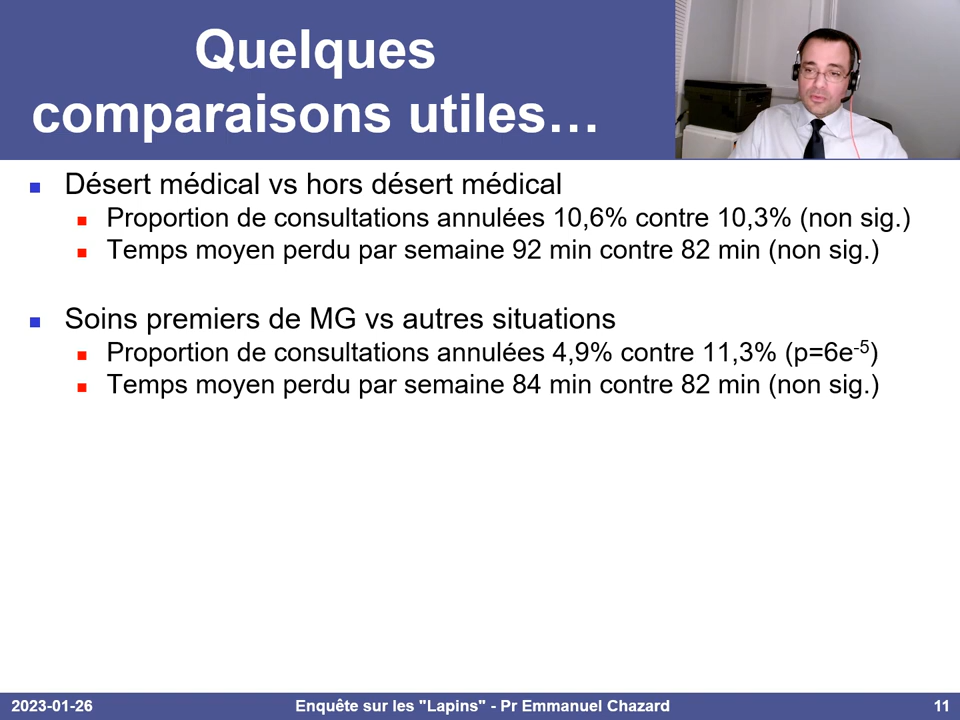 Quelques
comparaisons utiles…
Désert médical vs hors désert médical
Proportion de consultations annulées 10,6% contre 10,3% (non sig.)
Temps moyen perdu par semaine 92 min contre 82 min (non sig.)
Soins premiers de MG vs autres situations
Proportion de consultations annulées 4,9% contre 11,3% (p=6e-5)
Temps moyen perdu par semaine 84 min contre 82 min (non sig.)
2023-01-26 Enquête sur les "Lapins" - Pr Emmanuel Chazard 11